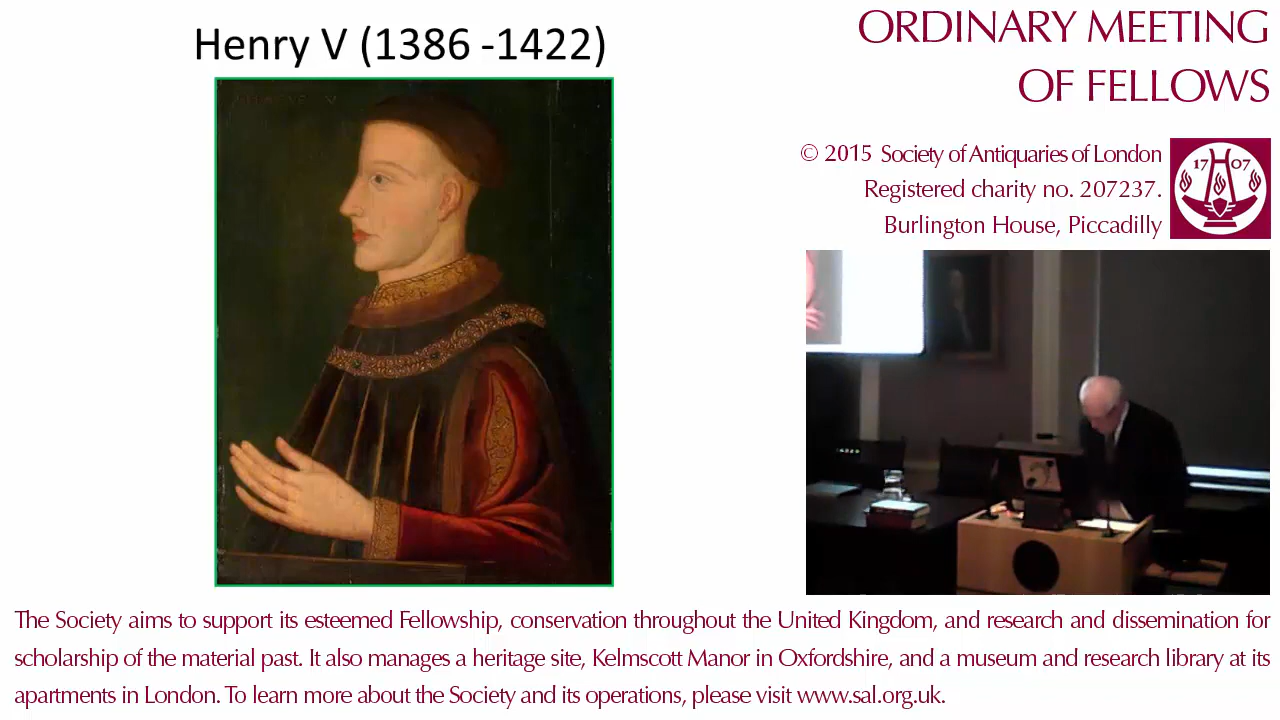 Henry V (1386 -1422)
ORDINARY MEETING
OF FELLOWS
© 2015 Society of Antiquaries of London
Registered charity no. 207237.
Burlington House, Piccadilly
17 07
The Society aims to support its esteemed Fellowship, conservation throughout the United Kingdom, and research and dissemination for
scholarship of the material past. It also manages a heritage site, Kelmscott Manor in Oxfordshire, and a museum and research library at its
apartments in London. To learn more about the Society and its operations, please visit www.sal.org.uk.